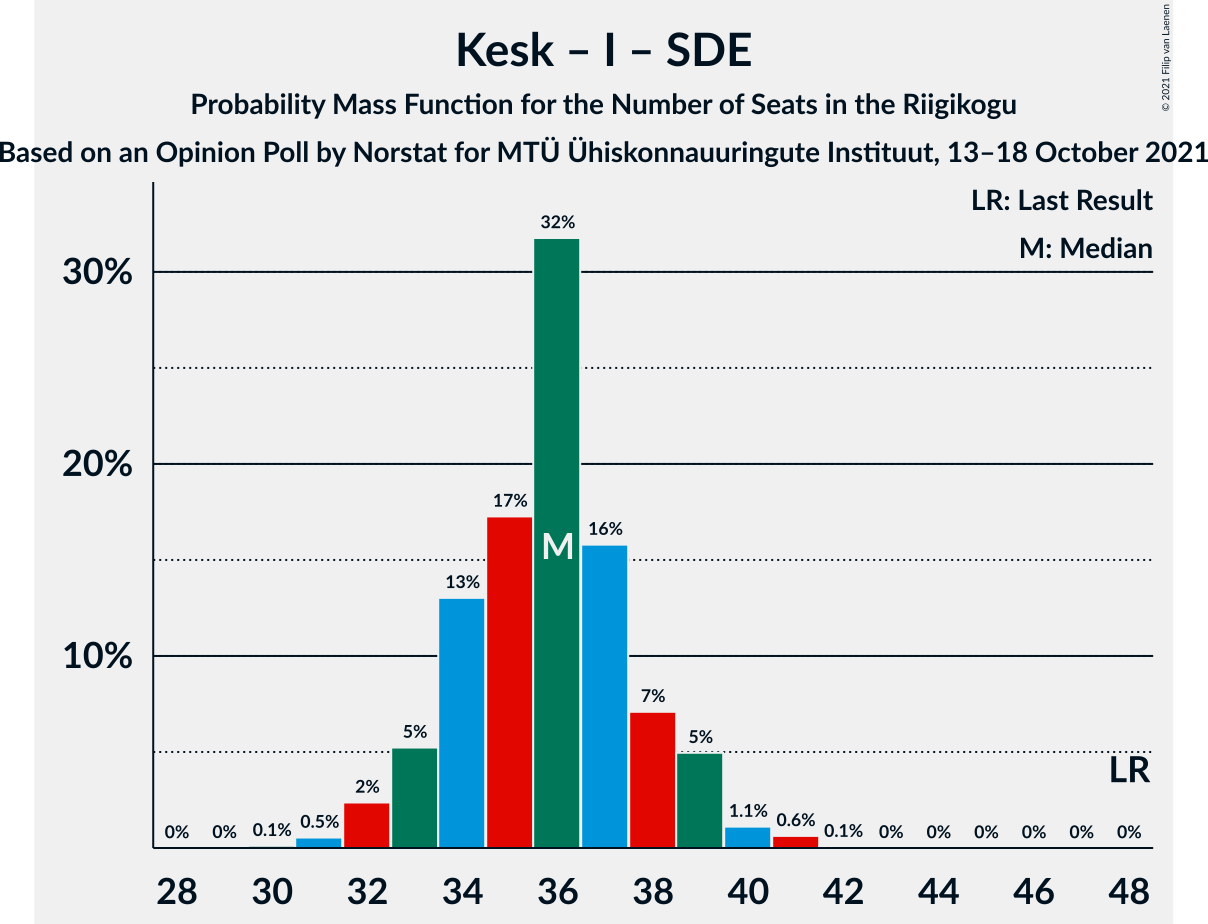 Kesk – I – SDE
Probability Mass Function for the Number of Seats in the Riigikogu
Based on an Opinion Poll by Norstat for MTÜ Ühiskonnauuringute Instituut, 13–18 October 2021
© 2021 Filip van Laenen
LR: Last Result
M: Median
30%
20%
10%
0% 0% 0.1% 0.5% 2% 5% 13% 17% 32% 16% 7% 5% 1.1% 0.6% 0.1% 0% 0% 0% 0% 0% 0%
M
LR
28 30 32 34 36 38 40 42 44 46 48